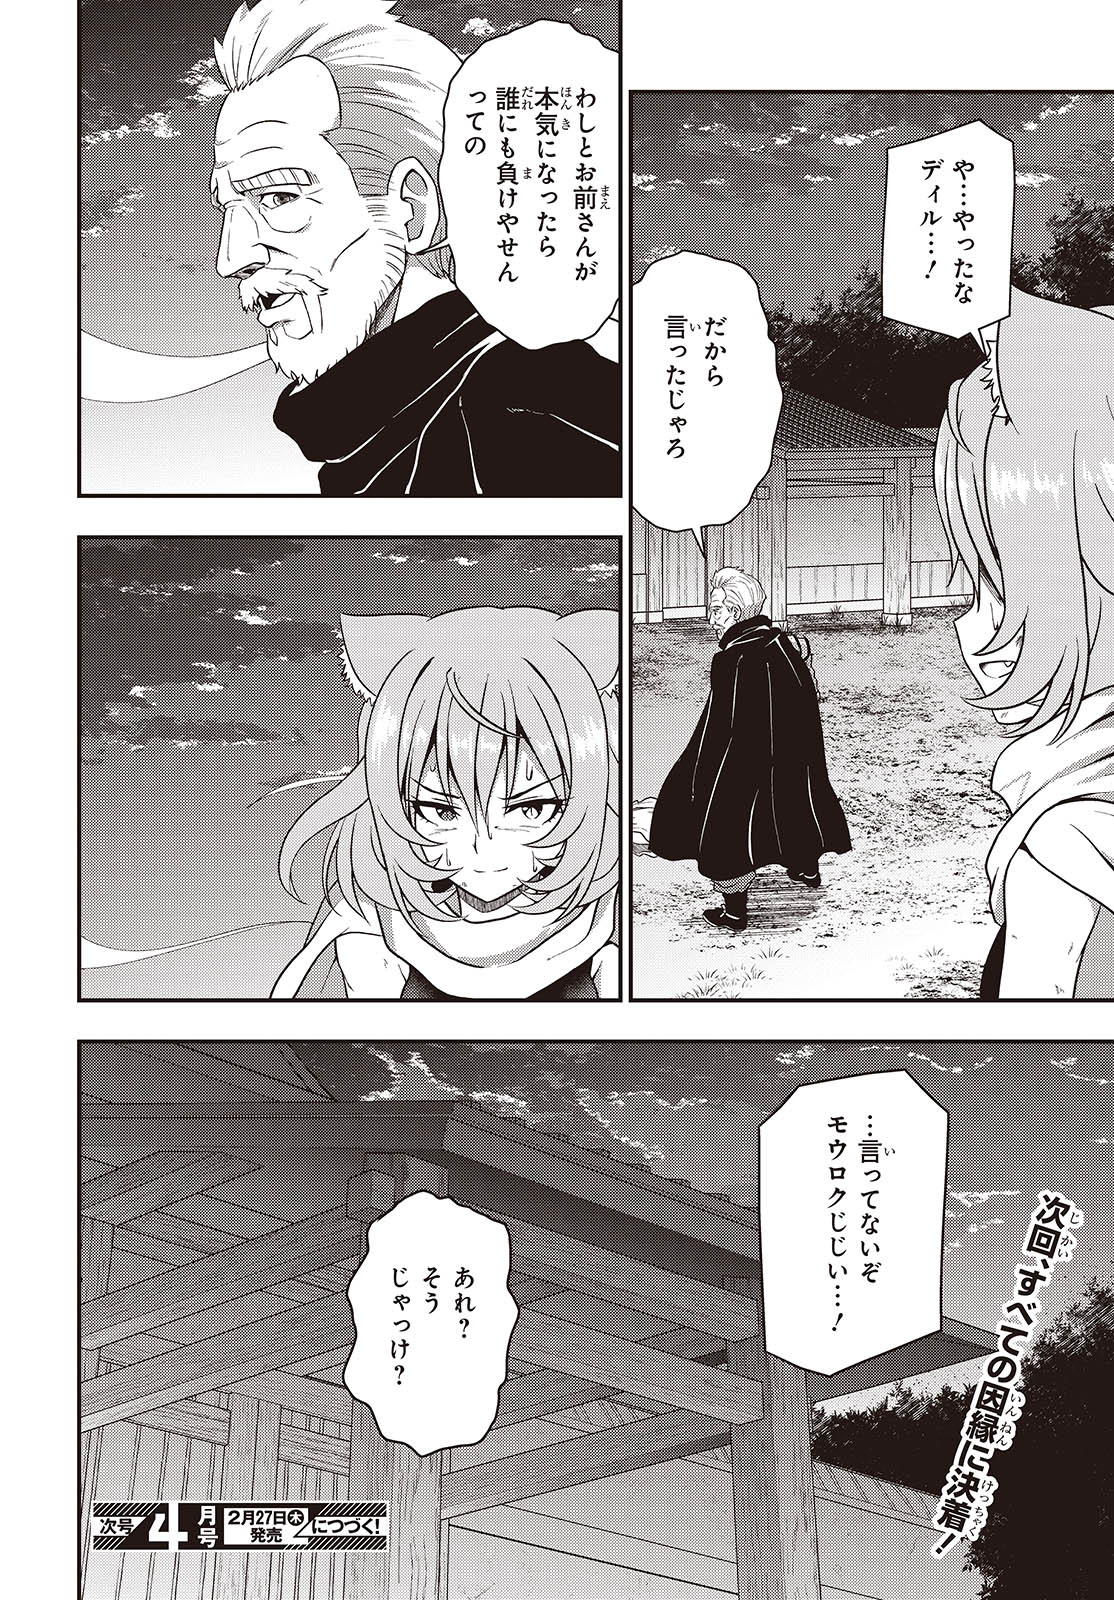 や…やったな
ディル…！
だから
言ったじゃろ
わしとお前さんが
本気になったら
誰にも負けやせん
っての
…言ってないぞ
モウロクじじい…！
あれ？
そう
じゃっけ？
次回、すべての因縁に決着！
次号4月号 2月27日㊍発売 につづく！